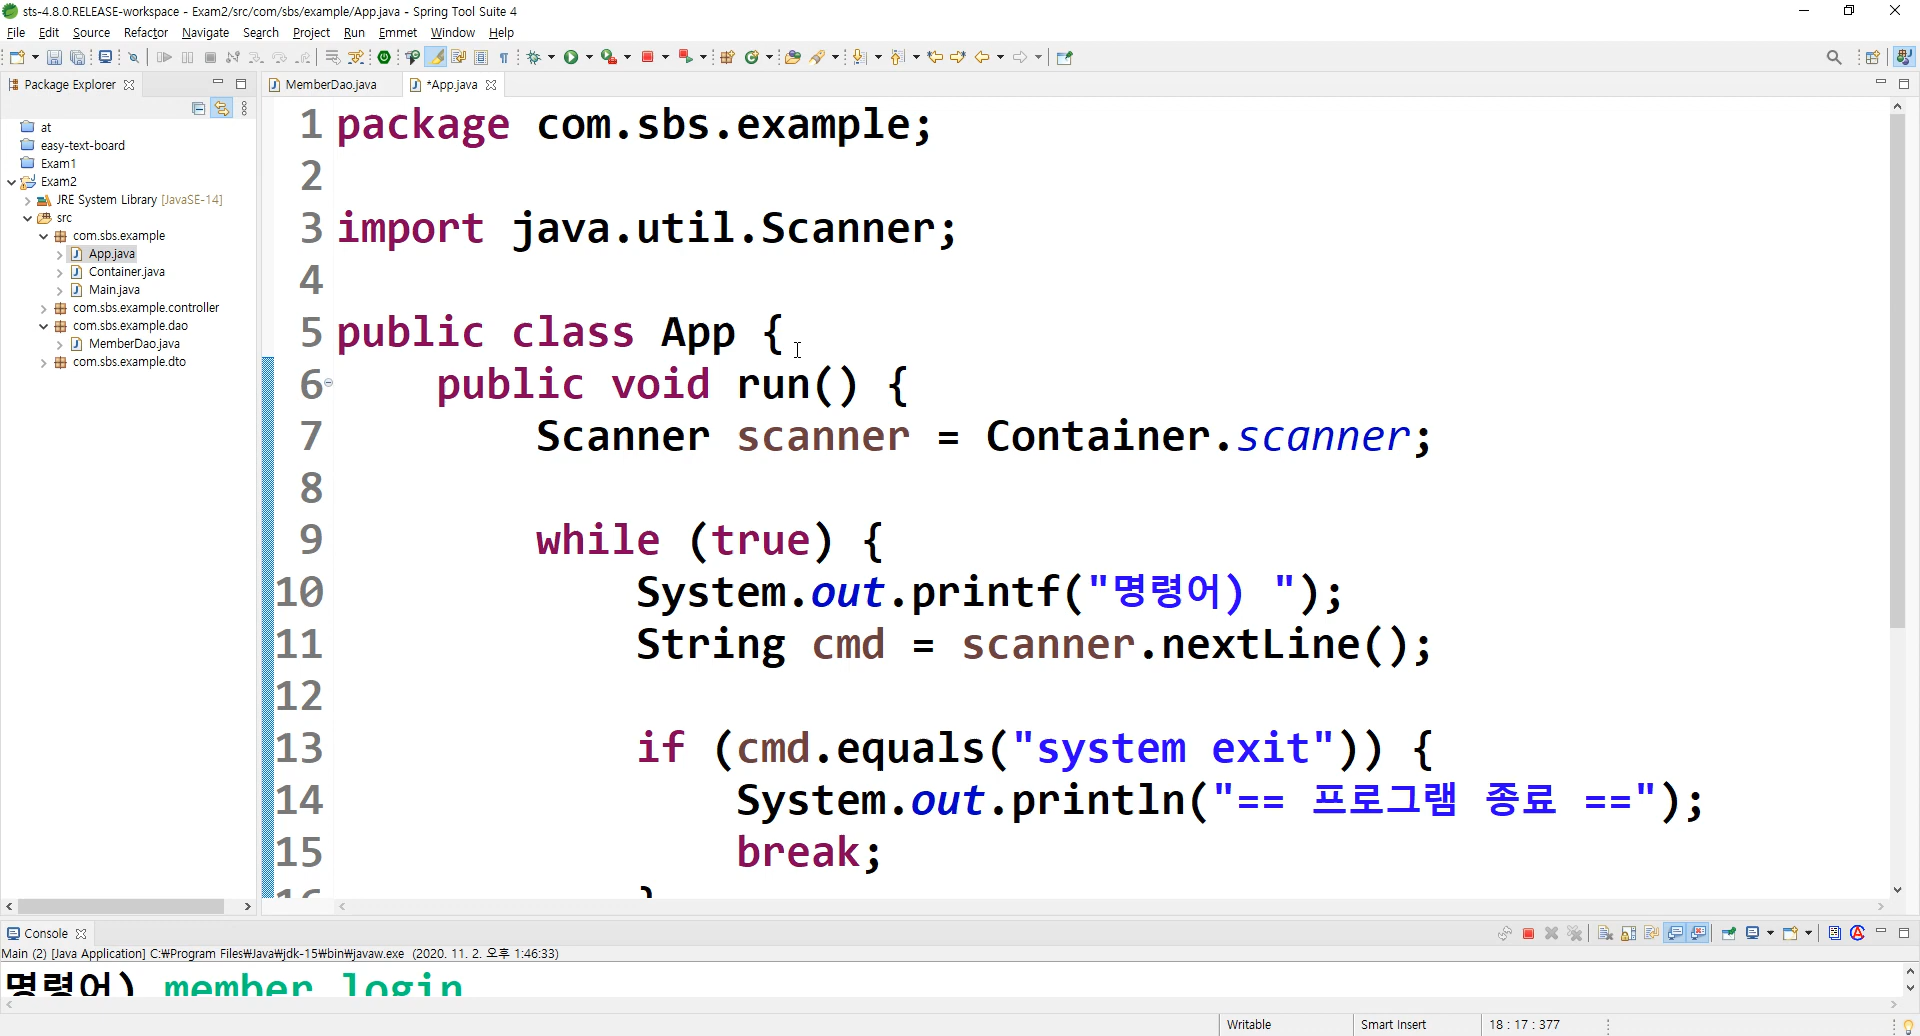 sts-4.8.0.RELEASE-workspace - Exam2/src/com/sbs/example/App.java - Spring Tool Suite 4
File Edit Source Refactor Navigate Search Project Run Emmet Window Help
Package Explorer
MemberDao.java
*App.java
at
easy-text-board
Exam1
Exam2
JRE System Library [JavaSE-14]
src
com.sbs.example
App.java
Container.java
Main.java
com.sbs.example.controller
com.sbs.example.dao
MemberDao.java
com.sbs.example.dto
1 package com.sbs.example;
2
3 import java.util.Scanner;
4
5 public class App {
6 public void run() {
7 Scanner scanner = Container.scanner;
8
9 while (true) {
10 System.out.printf("명령어) ");
11 String cmd = scanner.nextLine();
12
13 if (cmd.equals("system exit")) {
14 System.out.println("== 프로그램 종료 ==");
15 break;
16 }
Console
Main (2) [Java Application] C:₩Program Files₩Java₩jdk-15₩bin₩javaw.exe (2020. 11. 2. 오후 1:46:33)
명령어) member login
Writable
Smart Insert
18 : 17 : 377